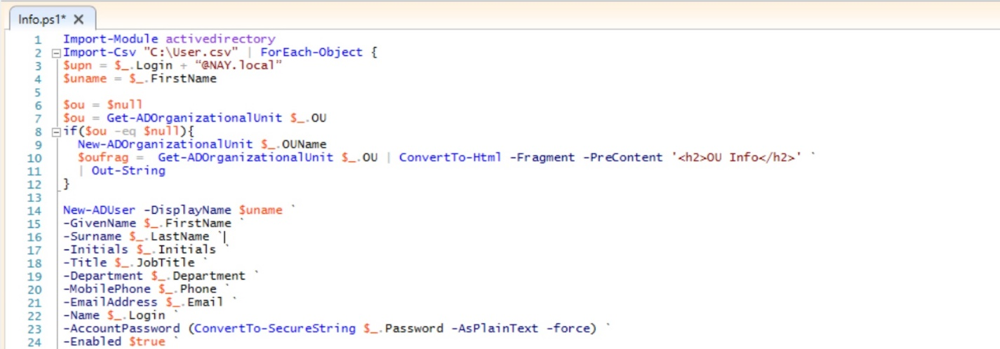 Info.ps1* X
1 Import-Module activedirectory
2 Import-Csv "C:\User.csv" | ForEach-Object {
3 $upn = $_.Login + “@NAY.local”
4 $uname = $_.FirstName
5
6 $ou = $null
7 $ou = Get-ADOrganizationalUnit $_.OU
8 if($ou -eq $null){
9 New-ADOrganizationalUnit $_.OUName
10 $oufrag = Get-ADOrganizationalUnit $_.OU | ConvertTo-Html -Fragment -PreContent '<h2>OU Info</h2>' `
11 | Out-String
12 }
13
14 New-ADUser -DisplayName $uname `
15 -GivenName $_.FirstName `
16 -Surname $_.LastName `
17 -Initials $_.Initials `
18 -Title $_.JobTitle `
19 -Department $_.Department `
20 -MobilePhone $_.Phone `
21 -EmailAddress $_.Email `
22 -Name $_.Login `
23 -AccountPassword (ConvertTo-SecureString $_.Password -AsPlainText -force) `
24 -Enabled $true `